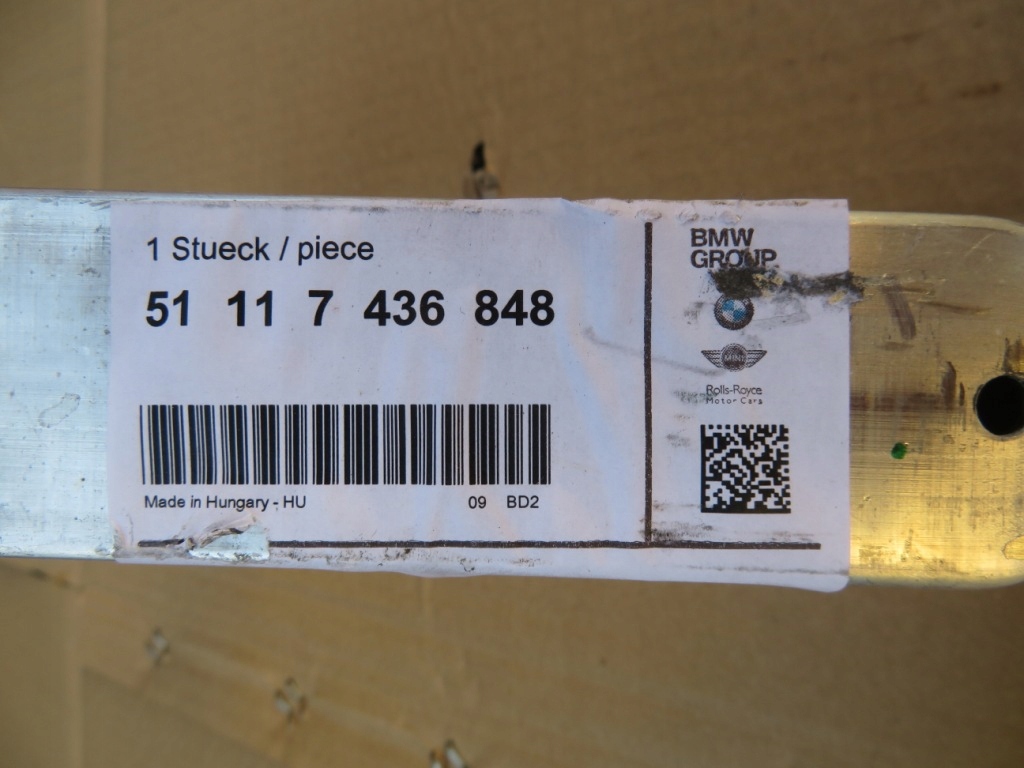 1 Stueck / piece
51 11 7 436 848
Made in Hungary - HU 09 BD2
BMW
GROUP
MINI
Rolls-Royce
Motor Cars